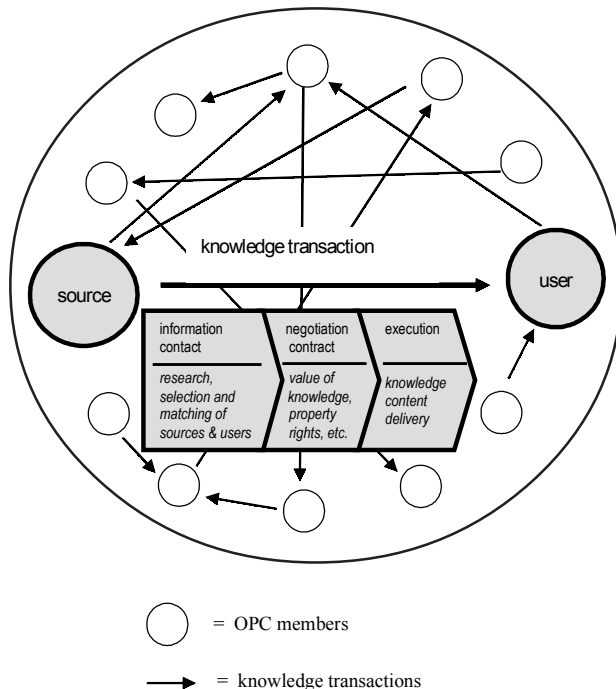 knowledge transaction
source
user
information
contact
research,
selection and
matching of
sources & users
negotiation
contract
value of
knowledge,
property
rights, etc.
execution
knowledge
content
delivery
= OPC members
= knowledge transactions